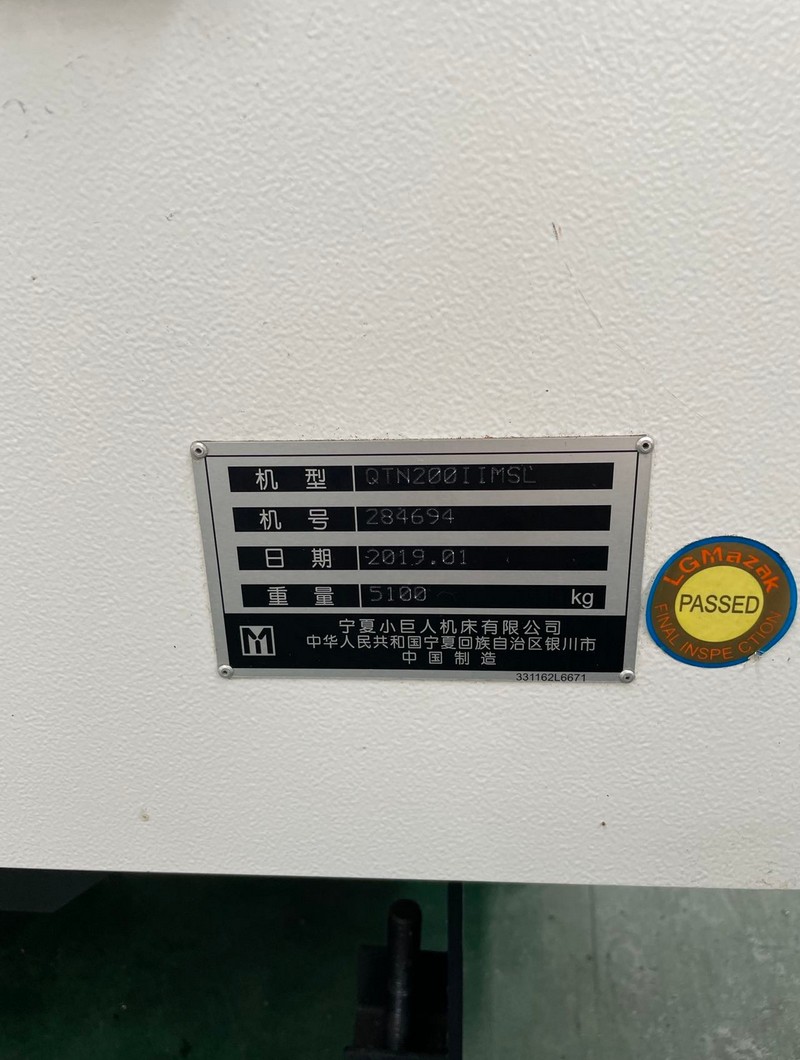 机型 QTN200IIMSL
机号 284694
日期 2019.01
重量 5100 kg
宁夏小巨人机床有限公司
中华人民共和国宁夏回族自治区银川市
中国制造
331162L6671
LGMazak
PASSED
FINAL INSPECTION